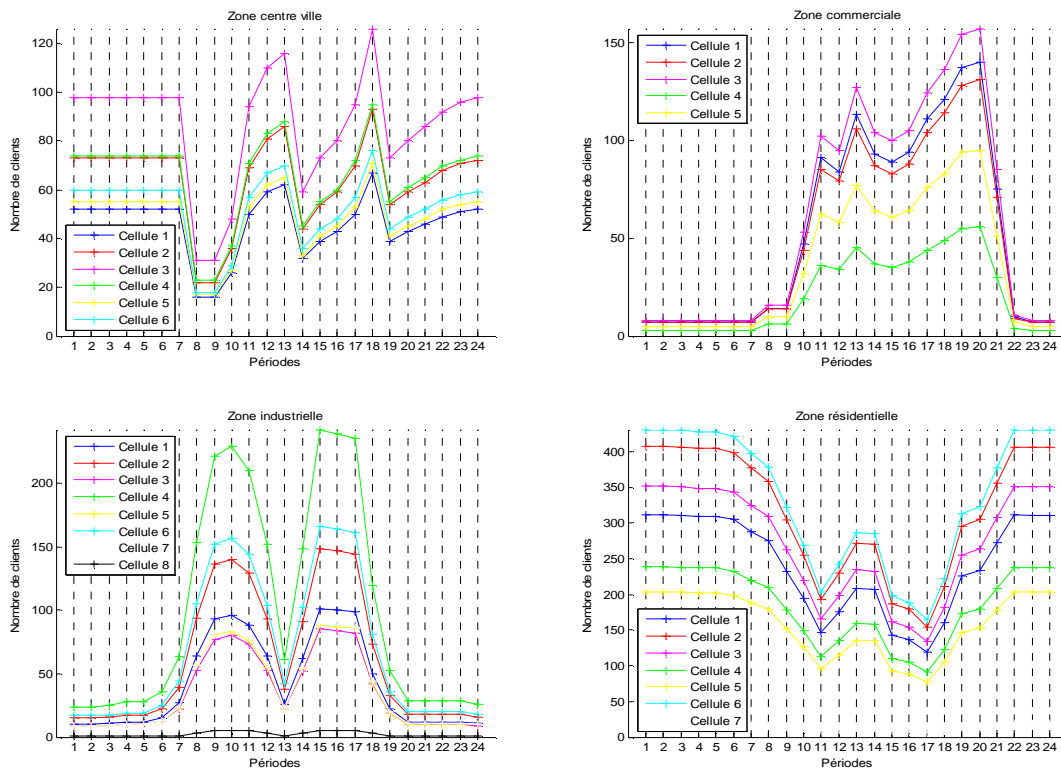 Zone centre ville
Nombre de clients
120
100
80
60
40
20
0
Cellule 1
Cellule 2
Cellule 3
Cellule 4
Cellule 5
Cellule 6
1 2 3 4 5 6 7 8 9 10 11 12 13 14 15 16 17 18 19 20 21 22 23 24
Périodes
Zone commerciale
Nombre de clients
150
100
50
0
Cellule 1
Cellule 2
Cellule 3
Cellule 4
Cellule 5
1 2 3 4 5 6 7 8 9 10 11 12 13 14 15 16 17 18 19 20 21 22 23 24
Périodes
Zone industrielle
Nombre de clients
200
150
100
50
0
Cellule 1
Cellule 2
Cellule 3
Cellule 4
Cellule 5
Cellule 6
Cellule 7
Cellule 8
1 2 3 4 5 6 7 8 9 10 11 12 13 14 15 16 17 18 19 20 21 22 23 24
Périodes
Zone résidentielle
Nombre de clients
400
350
300
250
200
150
100
50
0
Cellule 1
Cellule 2
Cellule 3
Cellule 4
Cellule 5
Cellule 6
Cellule 7
1 2 3 4 5 6 7 8 9 10 11 12 13 14 15 16 17 18 19 20 21 22 23 24
Périodes